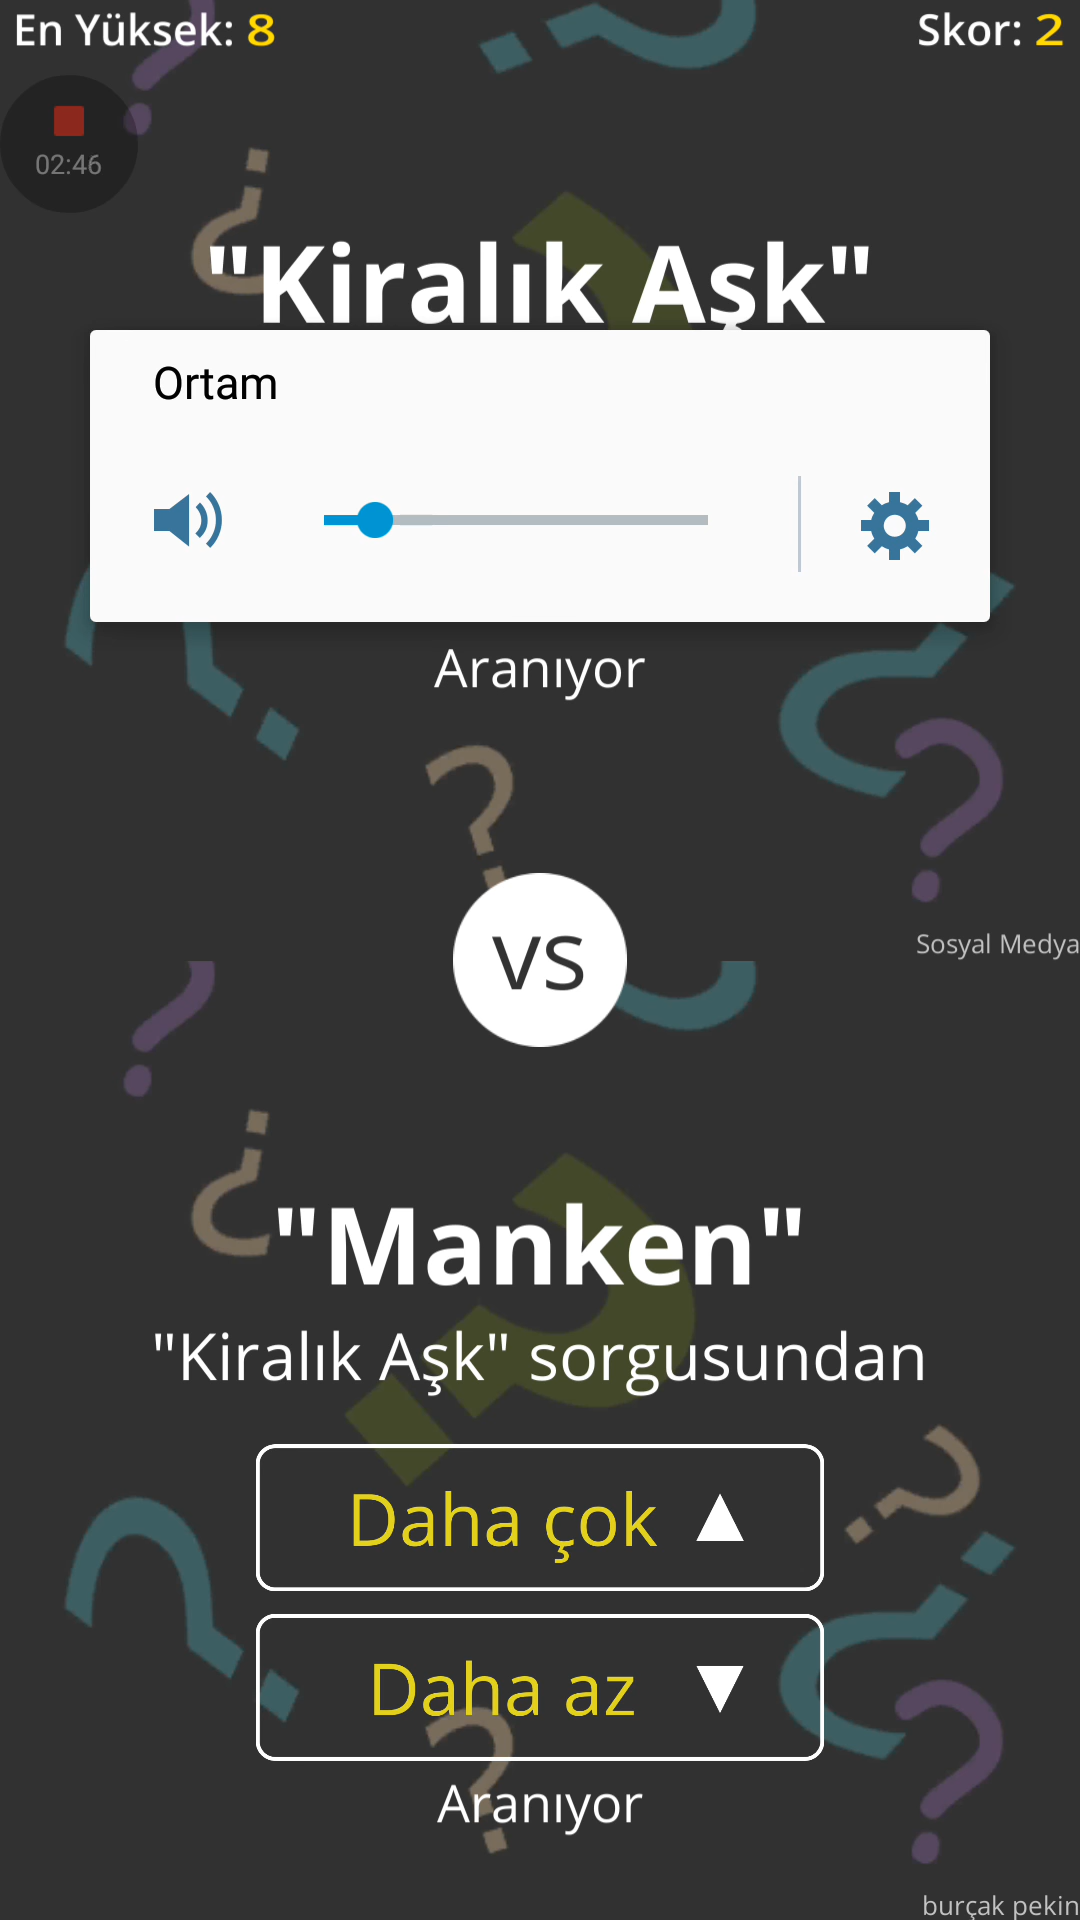 En Yüksek: 8
Skor: 2
02:46
"Kiralık Aşk"
Ortam
Aranıyor
Sosyal Medya
VS
"Manken"
"Kiralık Aşk" sorgusundan
Daha çok ▲
Daha az ▼
Aranıyor
burçak pekin